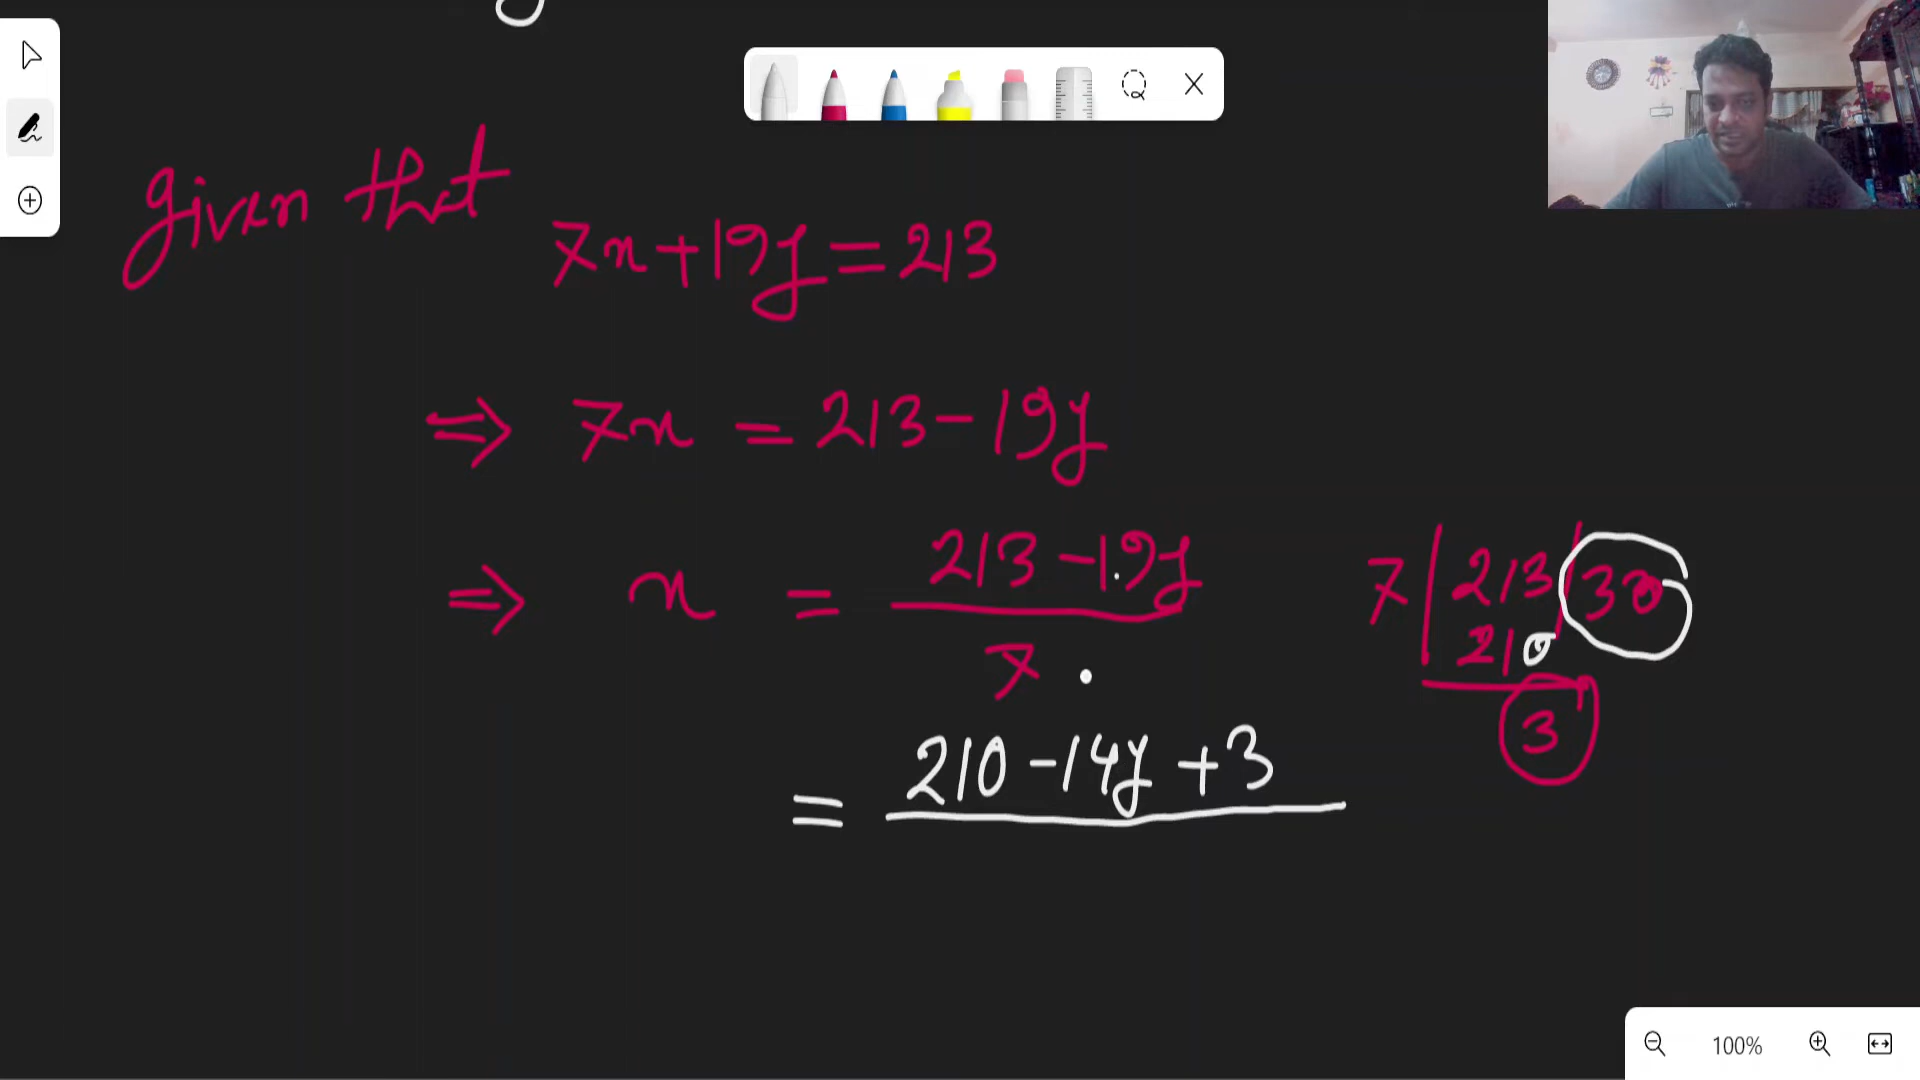 given that
7x+19y=213
⇒ 7x = 213-19y
⇒ x = 213-19y
7
7 213 30
210
3
= 210-14y+3
100%